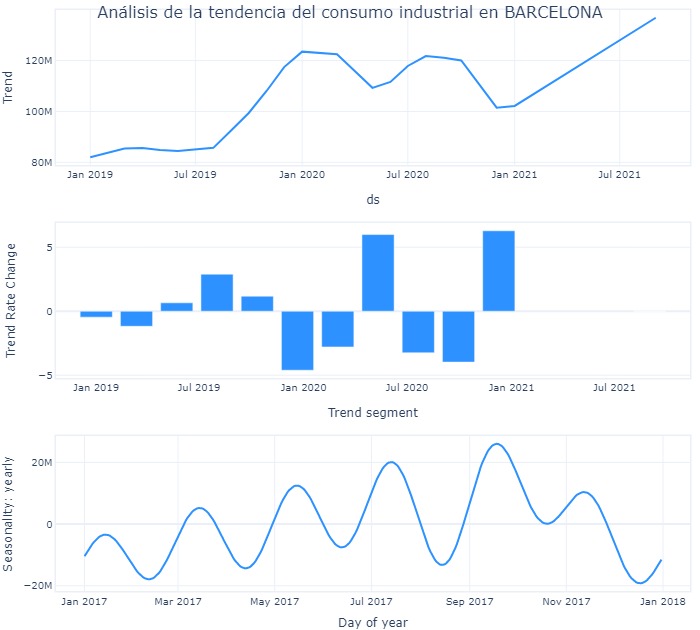 Análisis de la tendencia del consumo industrial en BARCELONA
Trend
120M
100M
80M
Jan 2019 Jul 2019 Jan 2020 Jul 2020 Jan 2021 Jul 2021
ds
Trend Rate Change
5
0
−5
Jan 2019 Jul 2019 Jan 2020 Jul 2020 Jan 2021 Jul 2021
Trend segment
Seasonality: yearly
20M
0
−20M
Jan 2017 Mar 2017 May 2017 Jul 2017 Sep 2017 Nov 2017 Jan 2018
Day of year